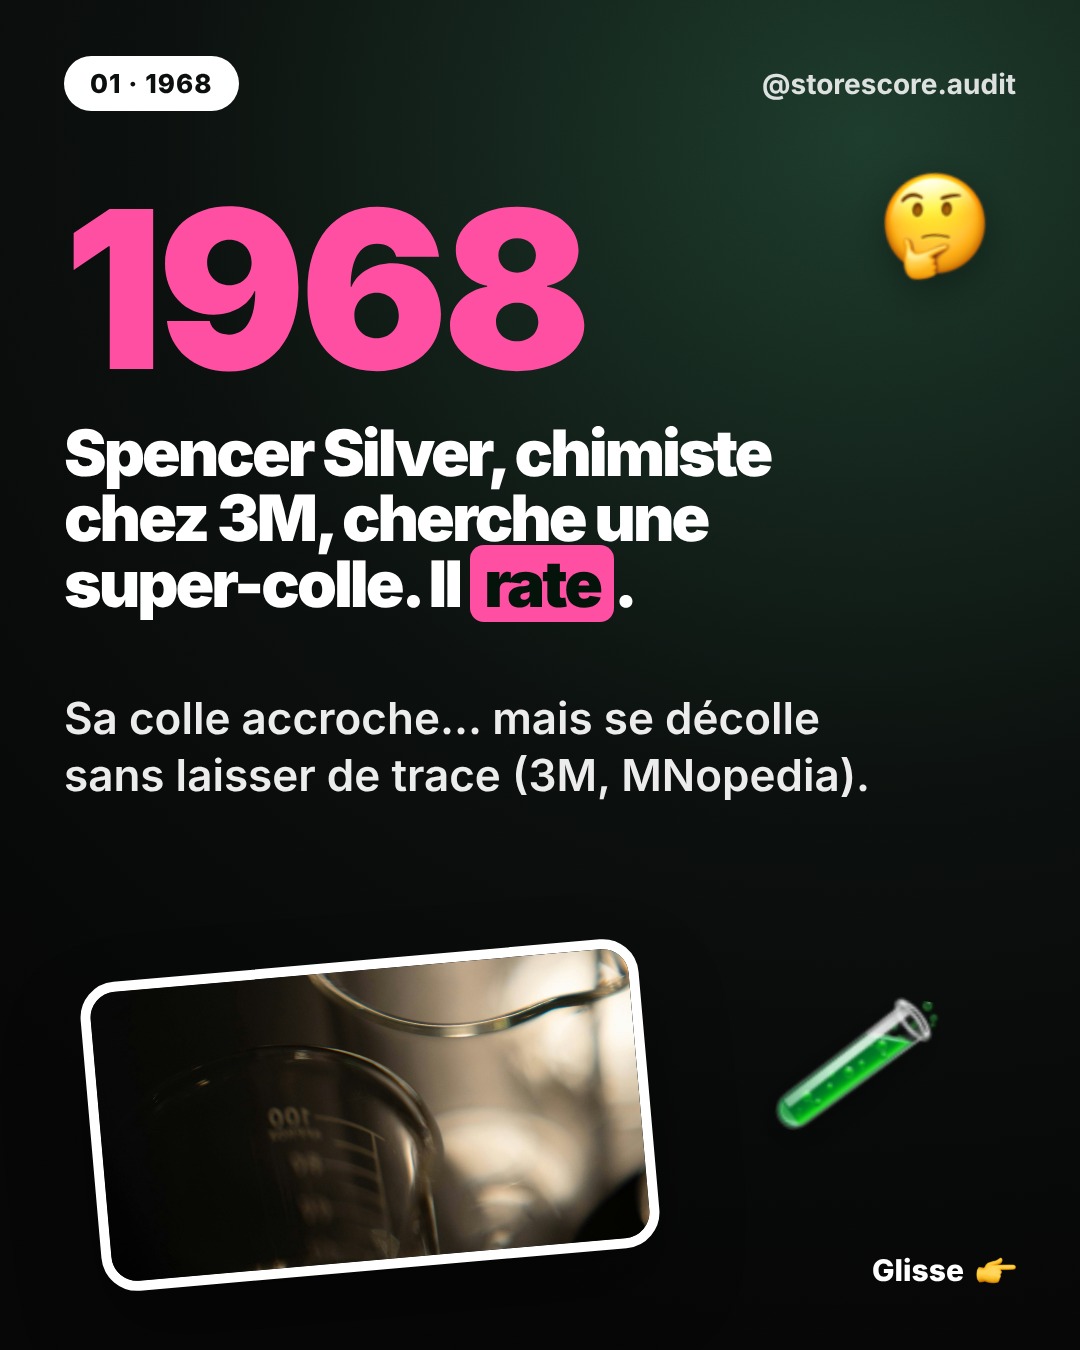 01 · 1968
@storescore.audit
1968
Spencer Silver, chimiste
chez 3M, cherche une
super-colle. Il rate.
Sa colle accroche... mais se décolle
sans laisser de trace (3M, MNopedia).
100
Glisse